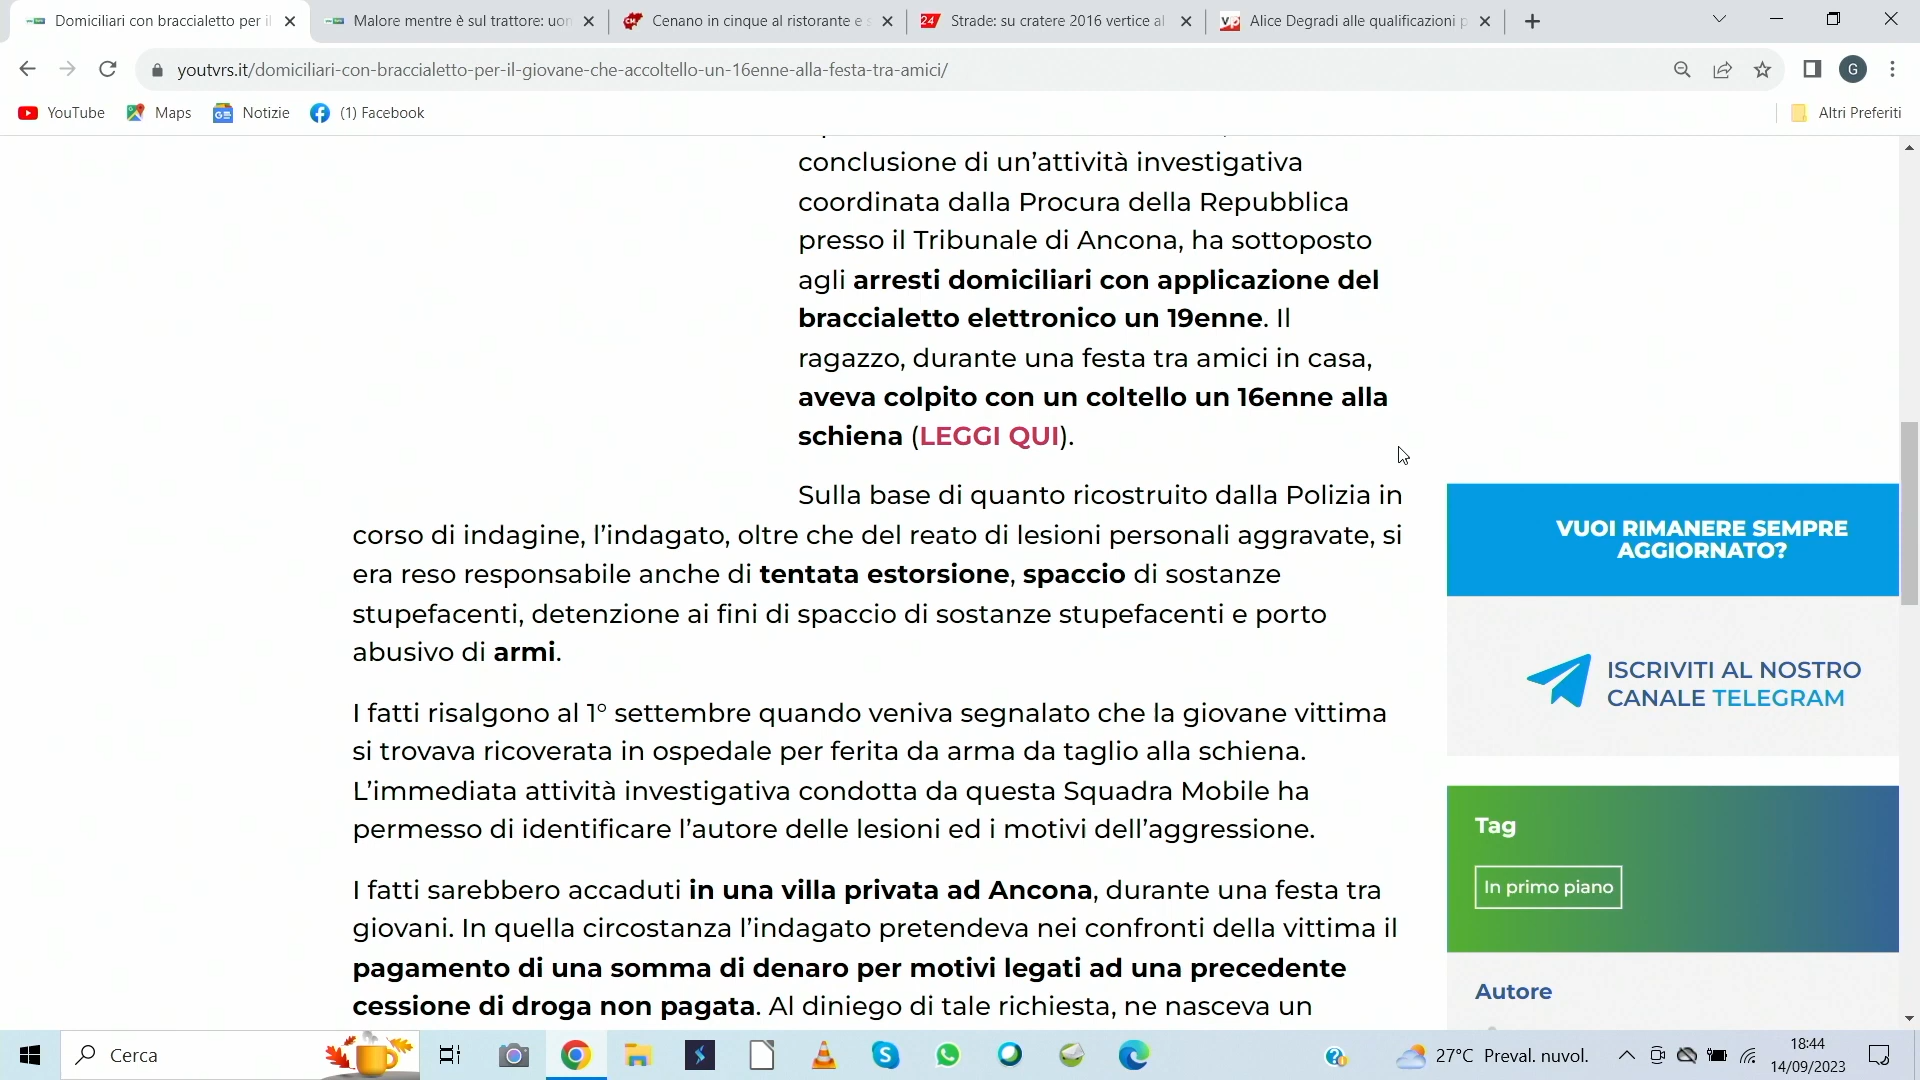 Domiciliari con braccialetto per il
Malore mentre è sul trattore: uon
Cenano in cinque al ristorante e s
Strade: su cratere 2016 vertice al
Alice Degradi alle qualificazioni p
youtvrs.it/domiciliari-con-braccialetto-per-il-giovane-che-accoltello-un-16enne-alla-festa-tra-amici/
G
YouTube
Maps
Notizie
(1) Facebook
Altri Preferiti
conclusione di un’attività investigativa
coordinata dalla Procura della Repubblica
presso il Tribunale di Ancona, ha sottoposto
agli arresti domiciliari con applicazione del
braccialetto elettronico un 19enne. Il
ragazzo, durante una festa tra amici in casa,
aveva colpito con un coltello un 16enne alla
schiena (LEGGI QUI).
Sulla base di quanto ricostruito dalla Polizia in
corso di indagine, l’indagato, oltre che del reato di lesioni personali aggravate, si
era reso responsabile anche di tentata estorsione, spaccio di sostanze
stupefacenti, detenzione ai fini di spaccio di sostanze stupefacenti e porto
abusivo di armi.
I fatti risalgono al 1° settembre quando veniva segnalato che la giovane vittima
si trovava ricoverata in ospedale per ferita da arma da taglio alla schiena.
L’immediata attività investigativa condotta da questa Squadra Mobile ha
permesso di identificare l’autore delle lesioni ed i motivi dell’aggressione.
I fatti sarebbero accaduti in una villa privata ad Ancona, durante una festa tra
giovani. In quella circostanza l’indagato pretendeva nei confronti della vittima il
pagamento di una somma di denaro per motivi legati ad una precedente
cessione di droga non pagata. Al diniego di tale richiesta, ne nasceva un
VUOI RIMANERE SEMPRE
AGGIORNATO?
ISCRIVITI AL NOSTRO
CANALE TELEGRAM
Tag
In primo piano
Autore
Cerca
27°C Preval. nuvol.
18:44
14/09/2023